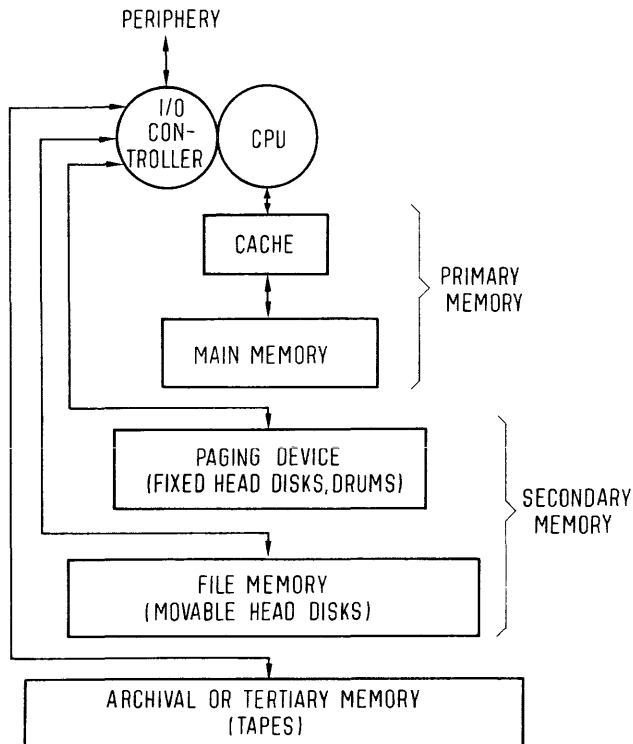 PERIPHERY
I/O
CON-
TROLLER
CPU
CACHE
PRIMARY
MEMORY
MAIN MEMORY
PAGING DEVICE
(FIXED HEAD DISKS,DRUMS)
SECONDARY
MEMORY
FILE MEMORY
(MOVABLE HEAD DISKS)
ARCHIVAL OR TERTIARY MEMORY
(TAPES)